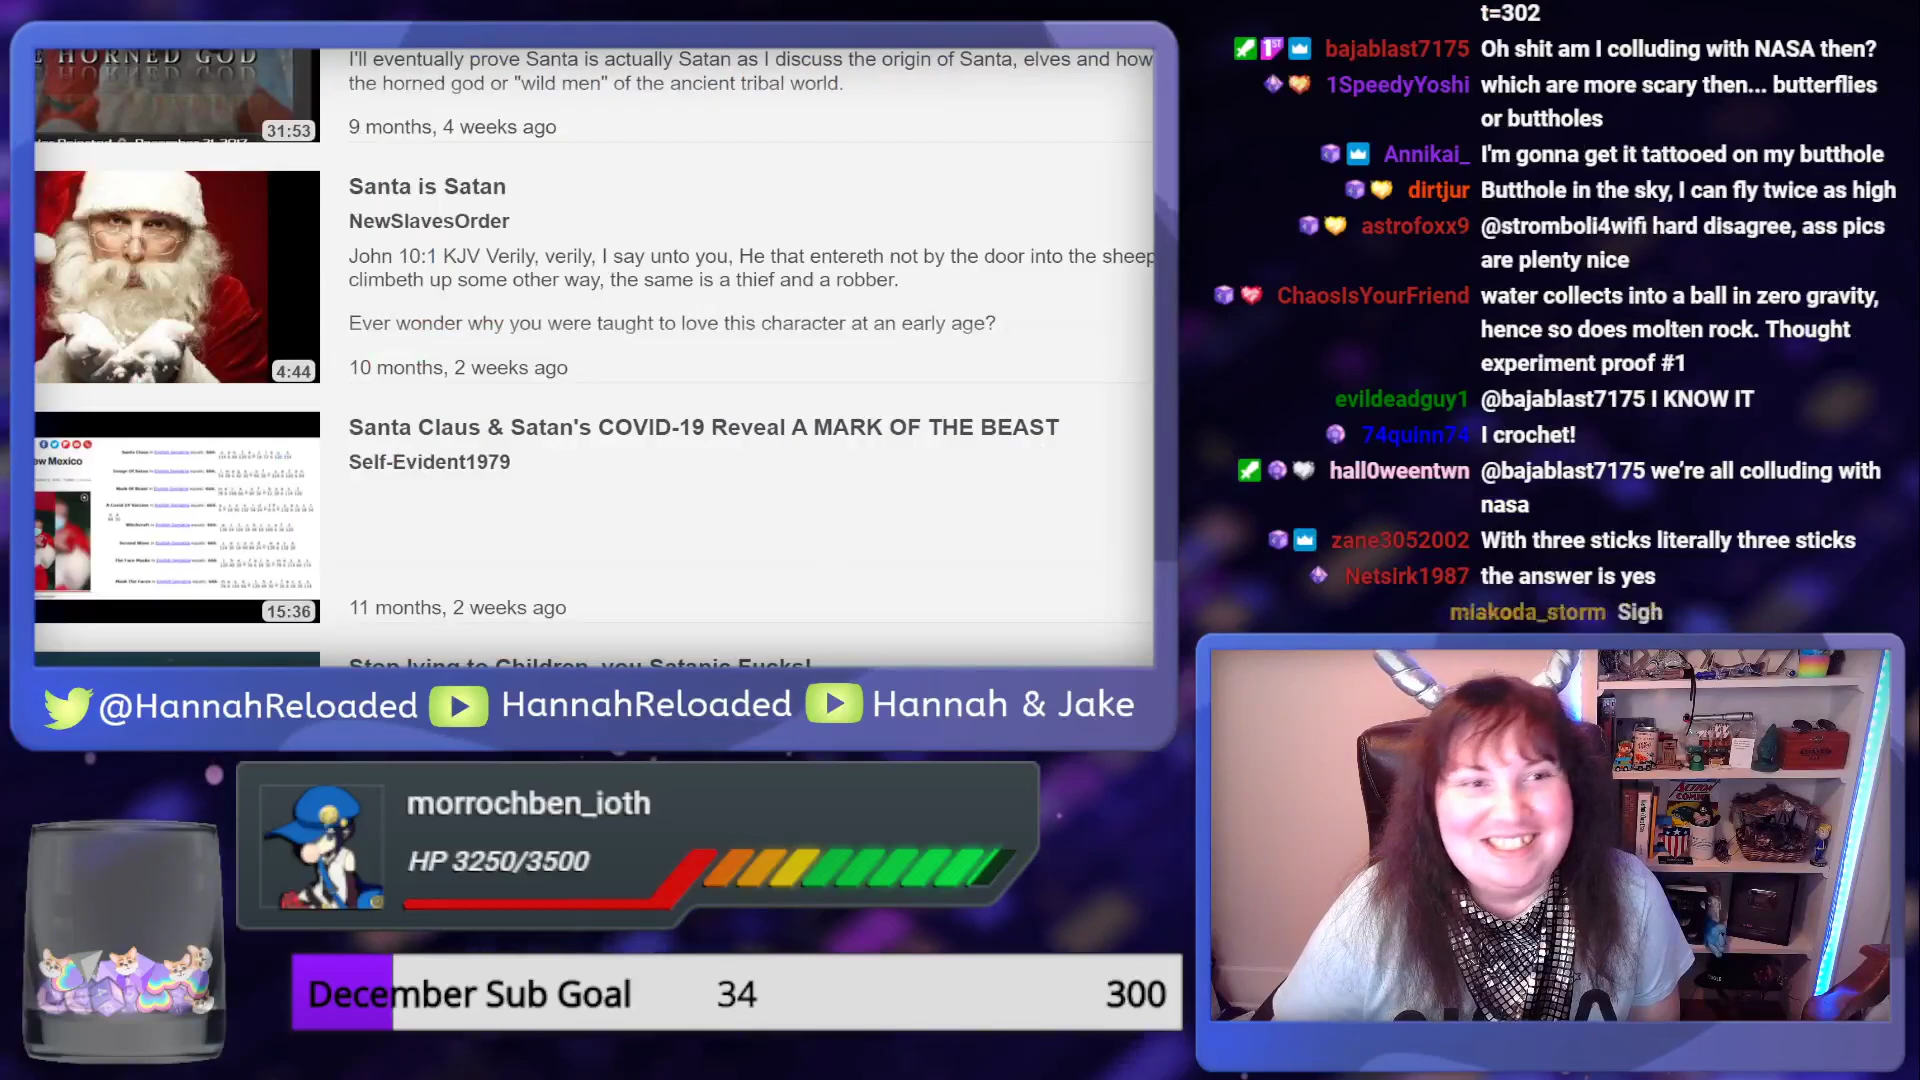 E HORNED GOD
31:53
I'll eventually prove Santa is actually Satan as I discuss the origin of Santa, elves and how
the horned god or "wild men" of the ancient tribal world.
9 months, 4 weeks ago
Santa is Satan
NewSlavesOrder
John 10:1 KJV Verily, verily, I say unto you, He that entereth not by the door into the sheep
climbeth up some other way, the same is a thief and a robber.
Ever wonder why you were taught to love this character at an early age?
4:44
10 months, 2 weeks ago
Santa Claus & Satan's COVID-19 Reveal A MARK OF THE BEAST
Self-Evident1979
ew Mexico
15:36
11 months, 2 weeks ago
Stop lying to Children, you Satanic Fucks!
@HannahReloaded HannahReloaded Hannah & Jake
morrochben_ioth
HP 3250/3500
December Sub Goal 34 300
t=302
bajablast7175 Oh shit am I colluding with NASA then?
1SpeedyYoshi which are more scary then... butterflies
or buttholes
Annikai_ I'm gonna get it tattooed on my butthole
dirtjur Butthole in the sky, I can fly twice as high
astrofoxx9 @stromboli4wifi hard disagree, ass pics
are plenty nice
ChaosIsYourFriend water collects into a ball in zero gravity,
hence so does molten rock. Thought
experiment proof #1
evildeadguy1 @bajablast7175 I KNOW IT
74quinn74 I crochet!
hall0weentwn @bajablast7175 we're all colluding with
nasa
zane3052002 With three sticks literally three sticks
Netsirk1987 the answer is yes
miakoda_storm Sigh
ACTION